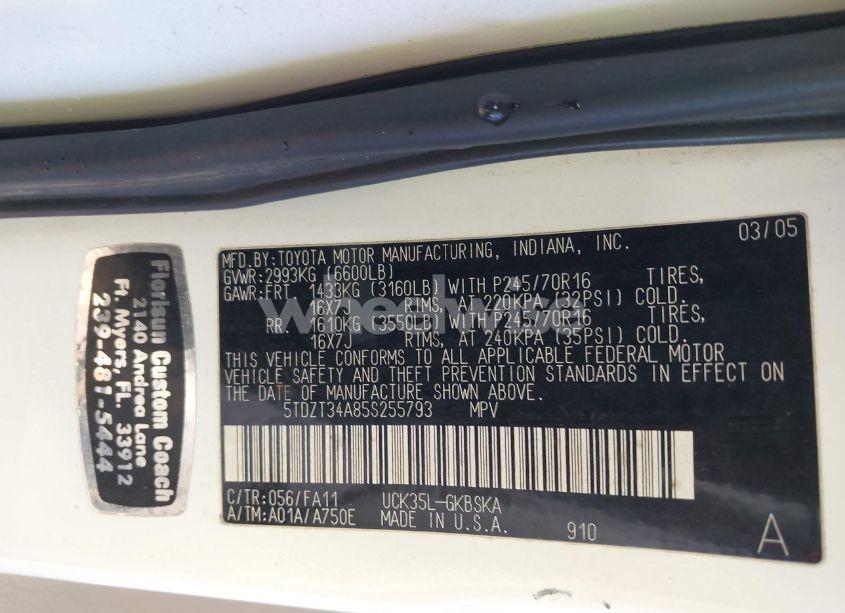 MFD.BY:TOYOTA MOTOR MANUFACTURING, INDIANA, INC. 03/05
GVWR:2993KG (6600LB)
GAWR:FRT 1433KG (3160LB) WITH P245/70R16 TIRES,
16X7J RIMS, AT 220KPA (32PSI) COLD.
RR 1610KG (3550LB) WITH P245/70R16 TIRES,
16X7J RIMS, AT 240KPA (35PSI) COLD.
THIS VEHICLE CONFORMS TO ALL APPLICABLE FEDERAL MOTOR
VEHICLE SAFETY AND THEFT PREVENTION STANDARDS IN EFFECT ON
THE DATE OF MANUFACTURE SHOWN ABOVE.
5TDZT34A85S255793 MPV
C/TR:056/FA11 UCK35L-GKBSKA
A/TM:A01A/A750E MADE IN U.S.A. 910 A
Florisun Custom Coach
2140 Andrea Lane
Ft. Myers, FL. 33912
239-481-5444